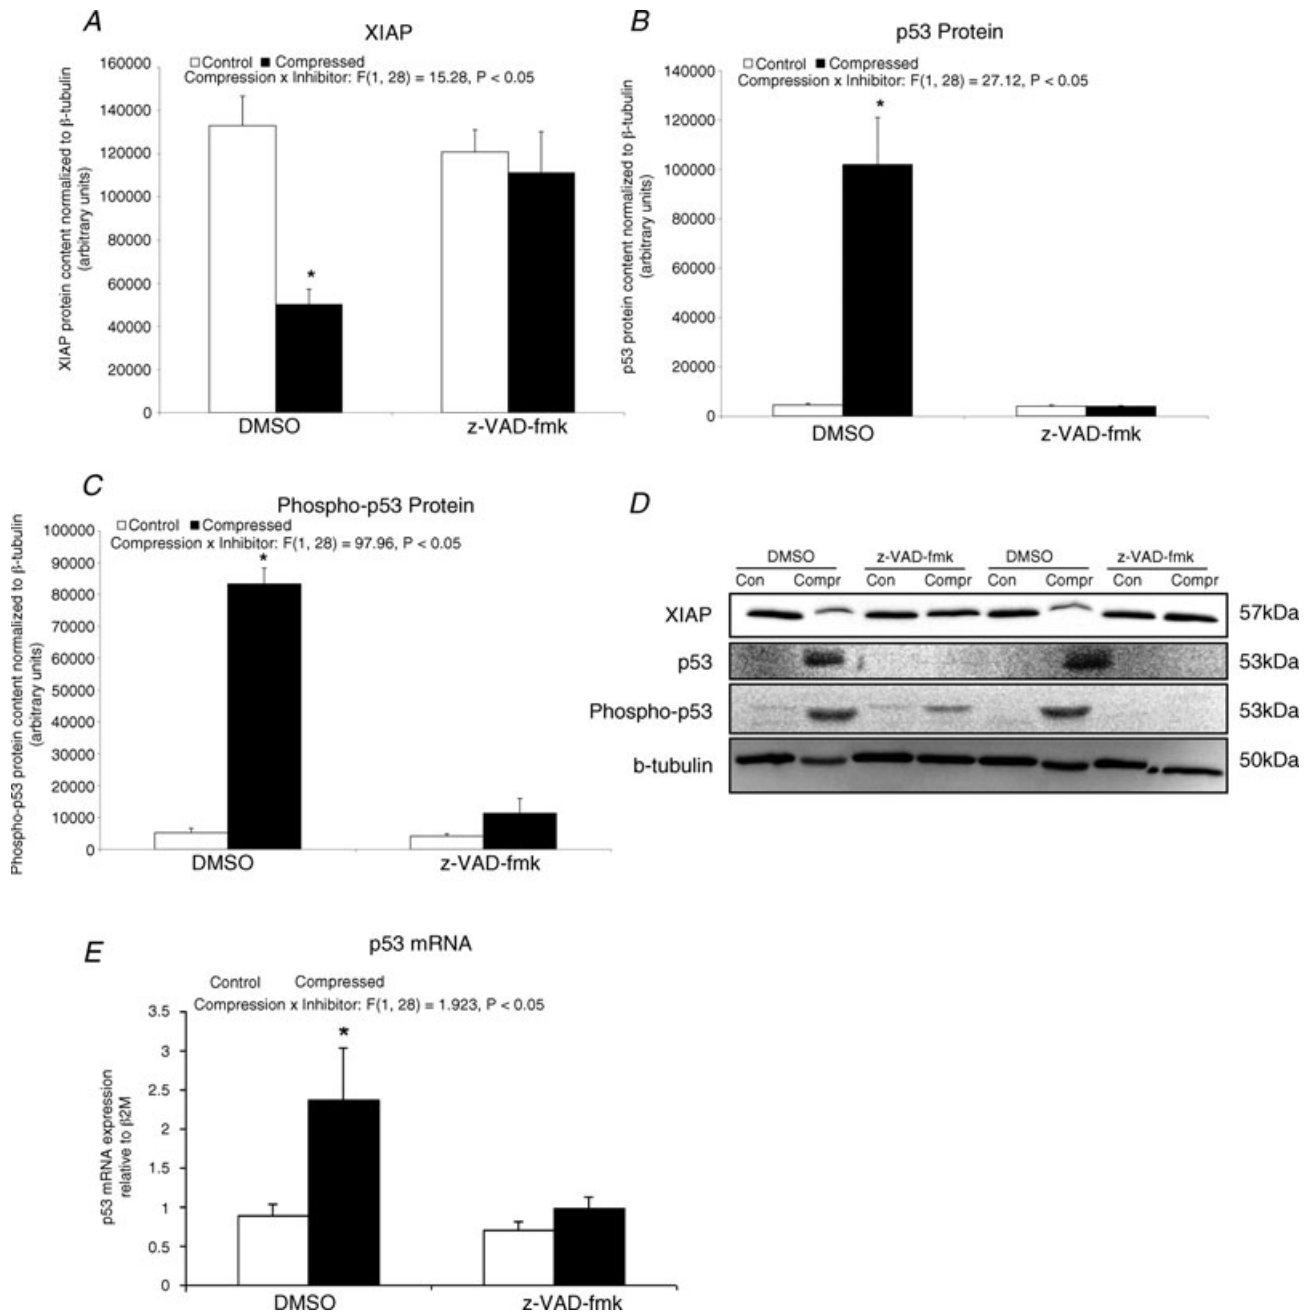 A
XIAP
Control Compressed
Compression x Inhibitor: F(1, 28) = 15.28, P < 0.05
XIAP protein content normalized to β-tubulin
(arbitrary units)
160000
140000
120000
100000
80000
60000
40000
20000
0
*
DMSO z-VAD-fmk
B
p53 Protein
Control Compressed
Compression x Inhibitor: F(1, 28) = 27.12, P < 0.05
p53 protein content normalized to β-tubulin
(arbitrary units)
140000
120000
100000
80000
60000
40000
20000
0
*
DMSO z-VAD-fmk
C
Phospho-p53 Protein
Control Compressed
Compression x Inhibitor: F(1, 28) = 97.96, P < 0.05
Phospho-p53 protein content normalized to β-tubulin
(arbitrary units)
100000
90000
80000
70000
60000
50000
40000
30000
20000
10000
0
*
DMSO z-VAD-fmk
D
DMSO z-VAD-fmk DMSO z-VAD-fmk
Con Compr Con Compr Con Compr Con Compr
XIAP 57kDa
p53 53kDa
Phospho-p53 53kDa
b-tubulin 50kDa
E
p53 mRNA
Control Compressed
Compression x Inhibitor: F(1, 28) = 1.923, P < 0.05
p53 mRNA expression
relative to β2M
3.5
3
2.5
2
1.5
1
0.5
0
*
DMSO z-VAD-fmk